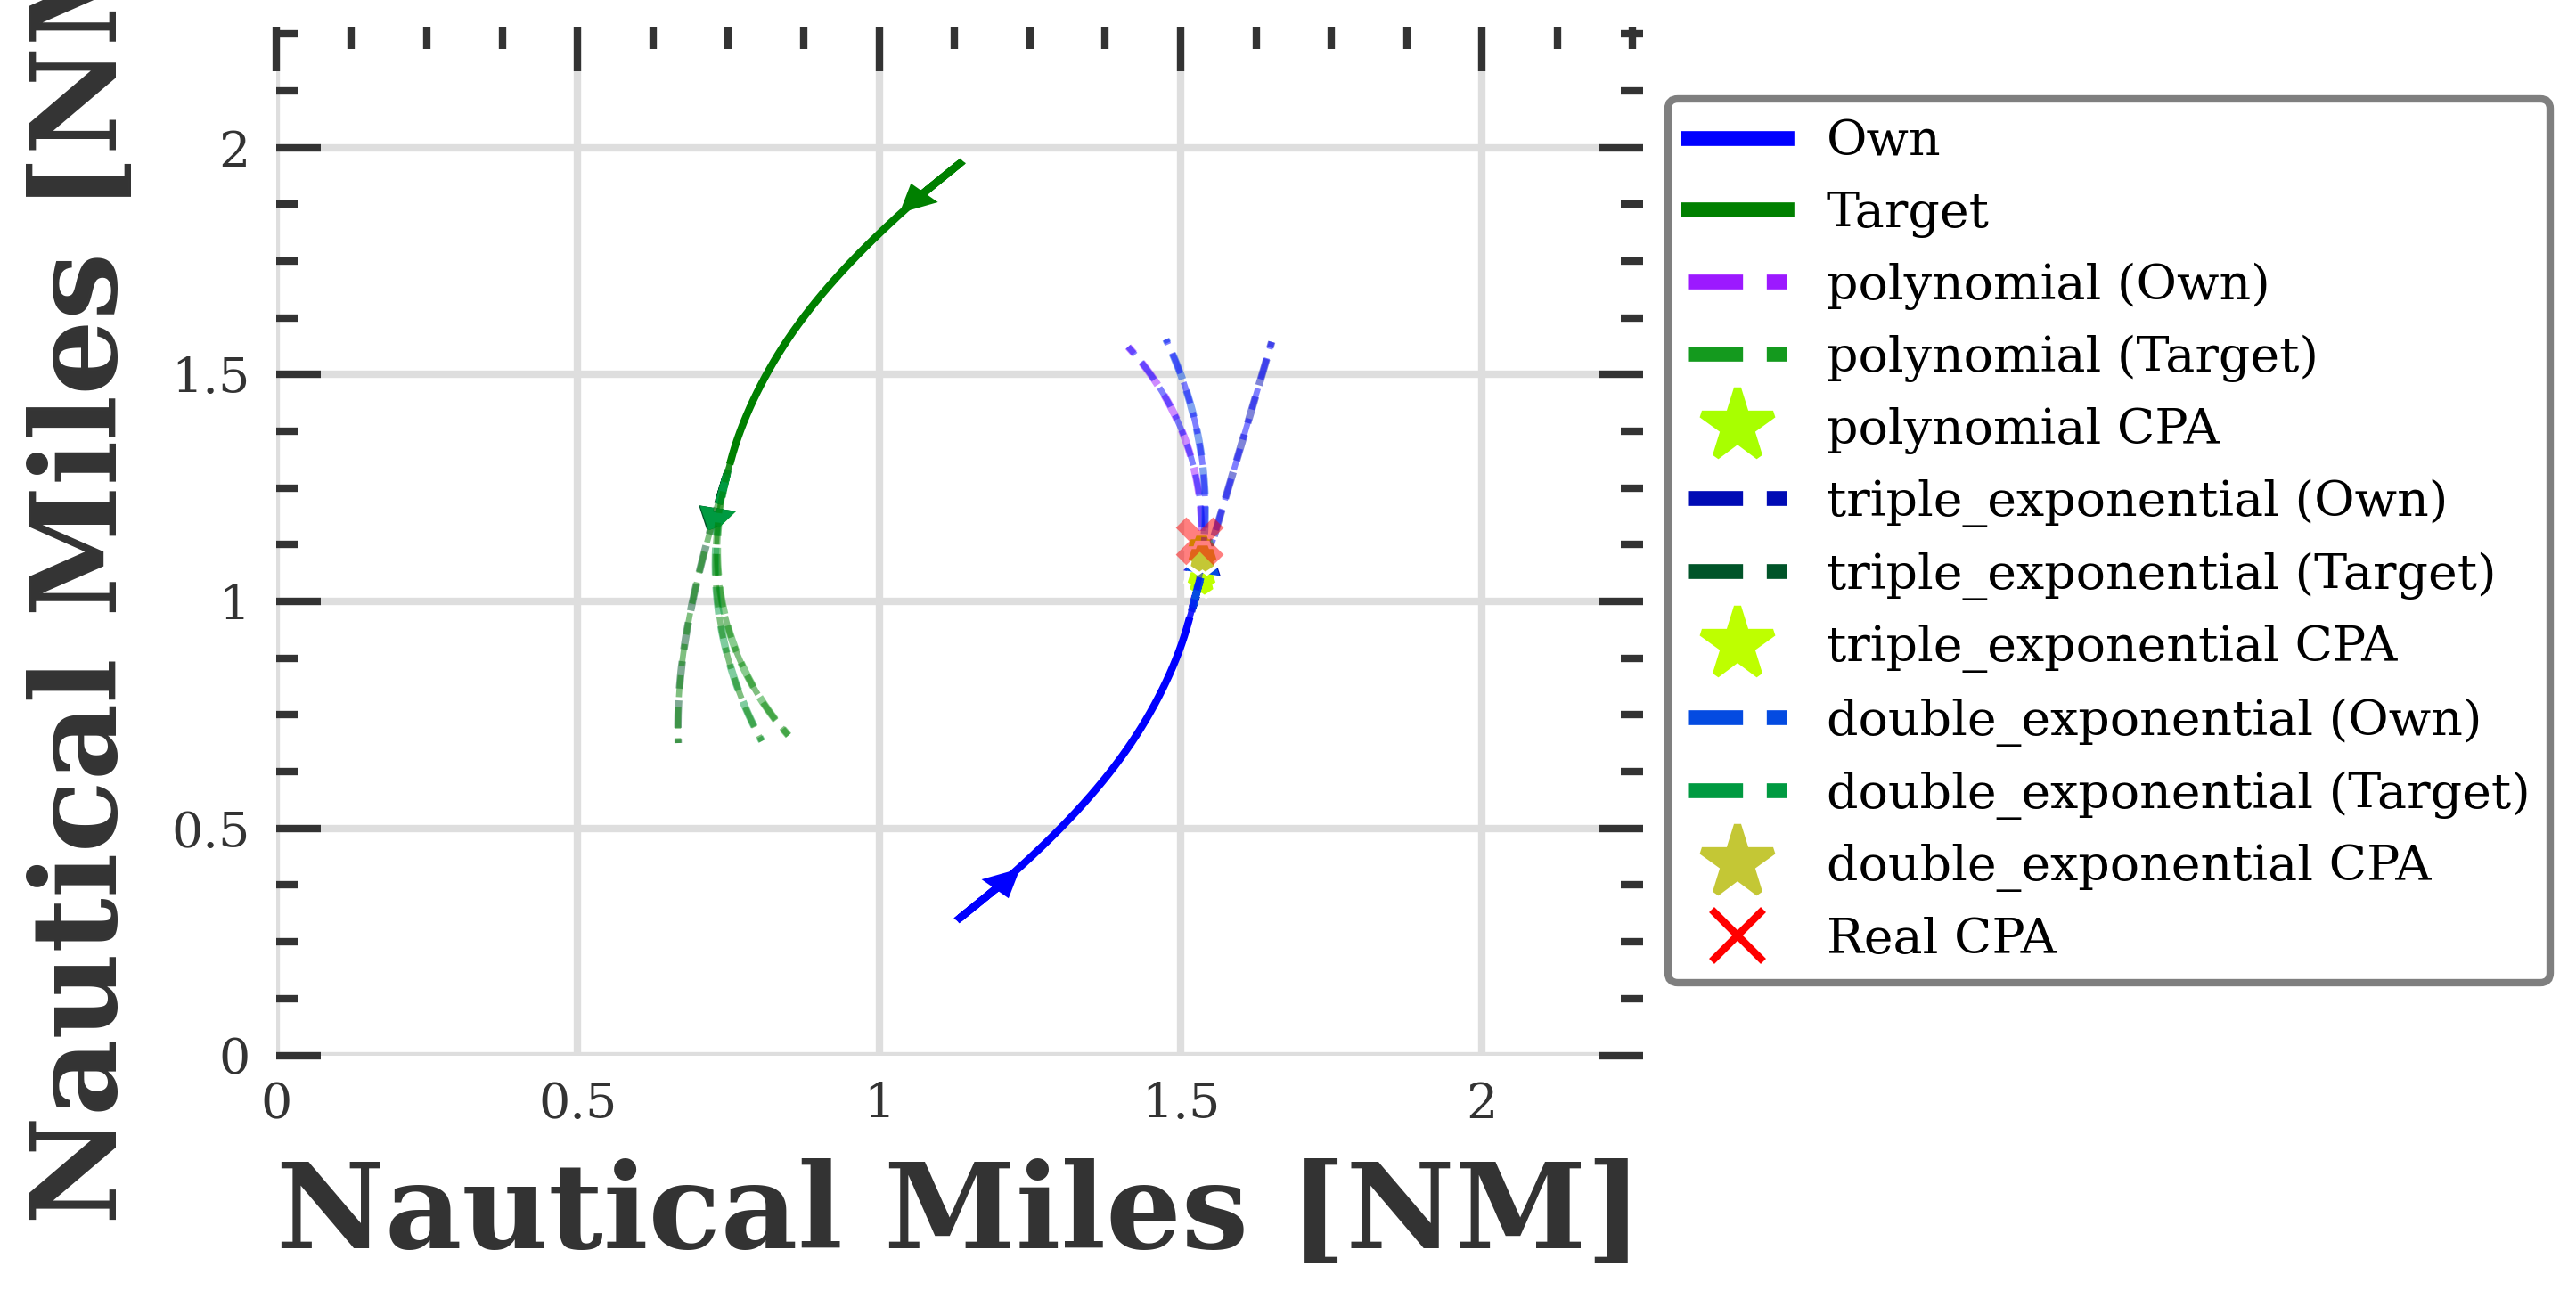 Nautical Miles [NM
2
1.5
1
0.5
0
0 0.5 1 1.5 2
Nautical Miles [NM]
Own
Target
polynomial (Own)
polynomial (Target)
polynomial CPA
triple_exponential (Own)
triple_exponential (Target)
triple_exponential CPA
double_exponential (Own)
double_exponential (Target)
double_exponential CPA
Real CPA